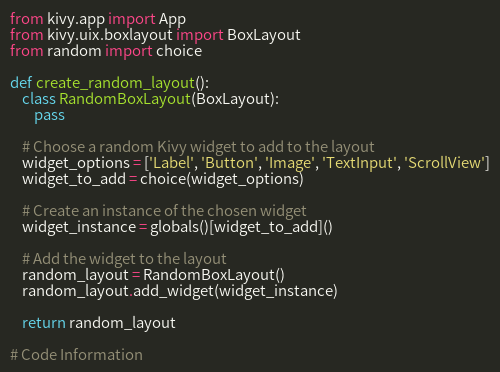 from kivy.app import App
from kivy.uix.boxlayout import BoxLayout
from random import choice

def create_random_layout():
    class RandomBoxLayout(BoxLayout):
        pass

    # Choose a random Kivy widget to add to the layout
    widget_options = ['Label', 'Button', 'Image', 'TextInput', 'ScrollView']
    widget_to_add = choice(widget_options)

    # Create an instance of the chosen widget
    widget_instance = globals()[widget_to_add]()

    # Add the widget to the layout
    random_layout = RandomBoxLayout()
    random_layout.add_widget(widget_instance)

    return random_layout

# Code Information